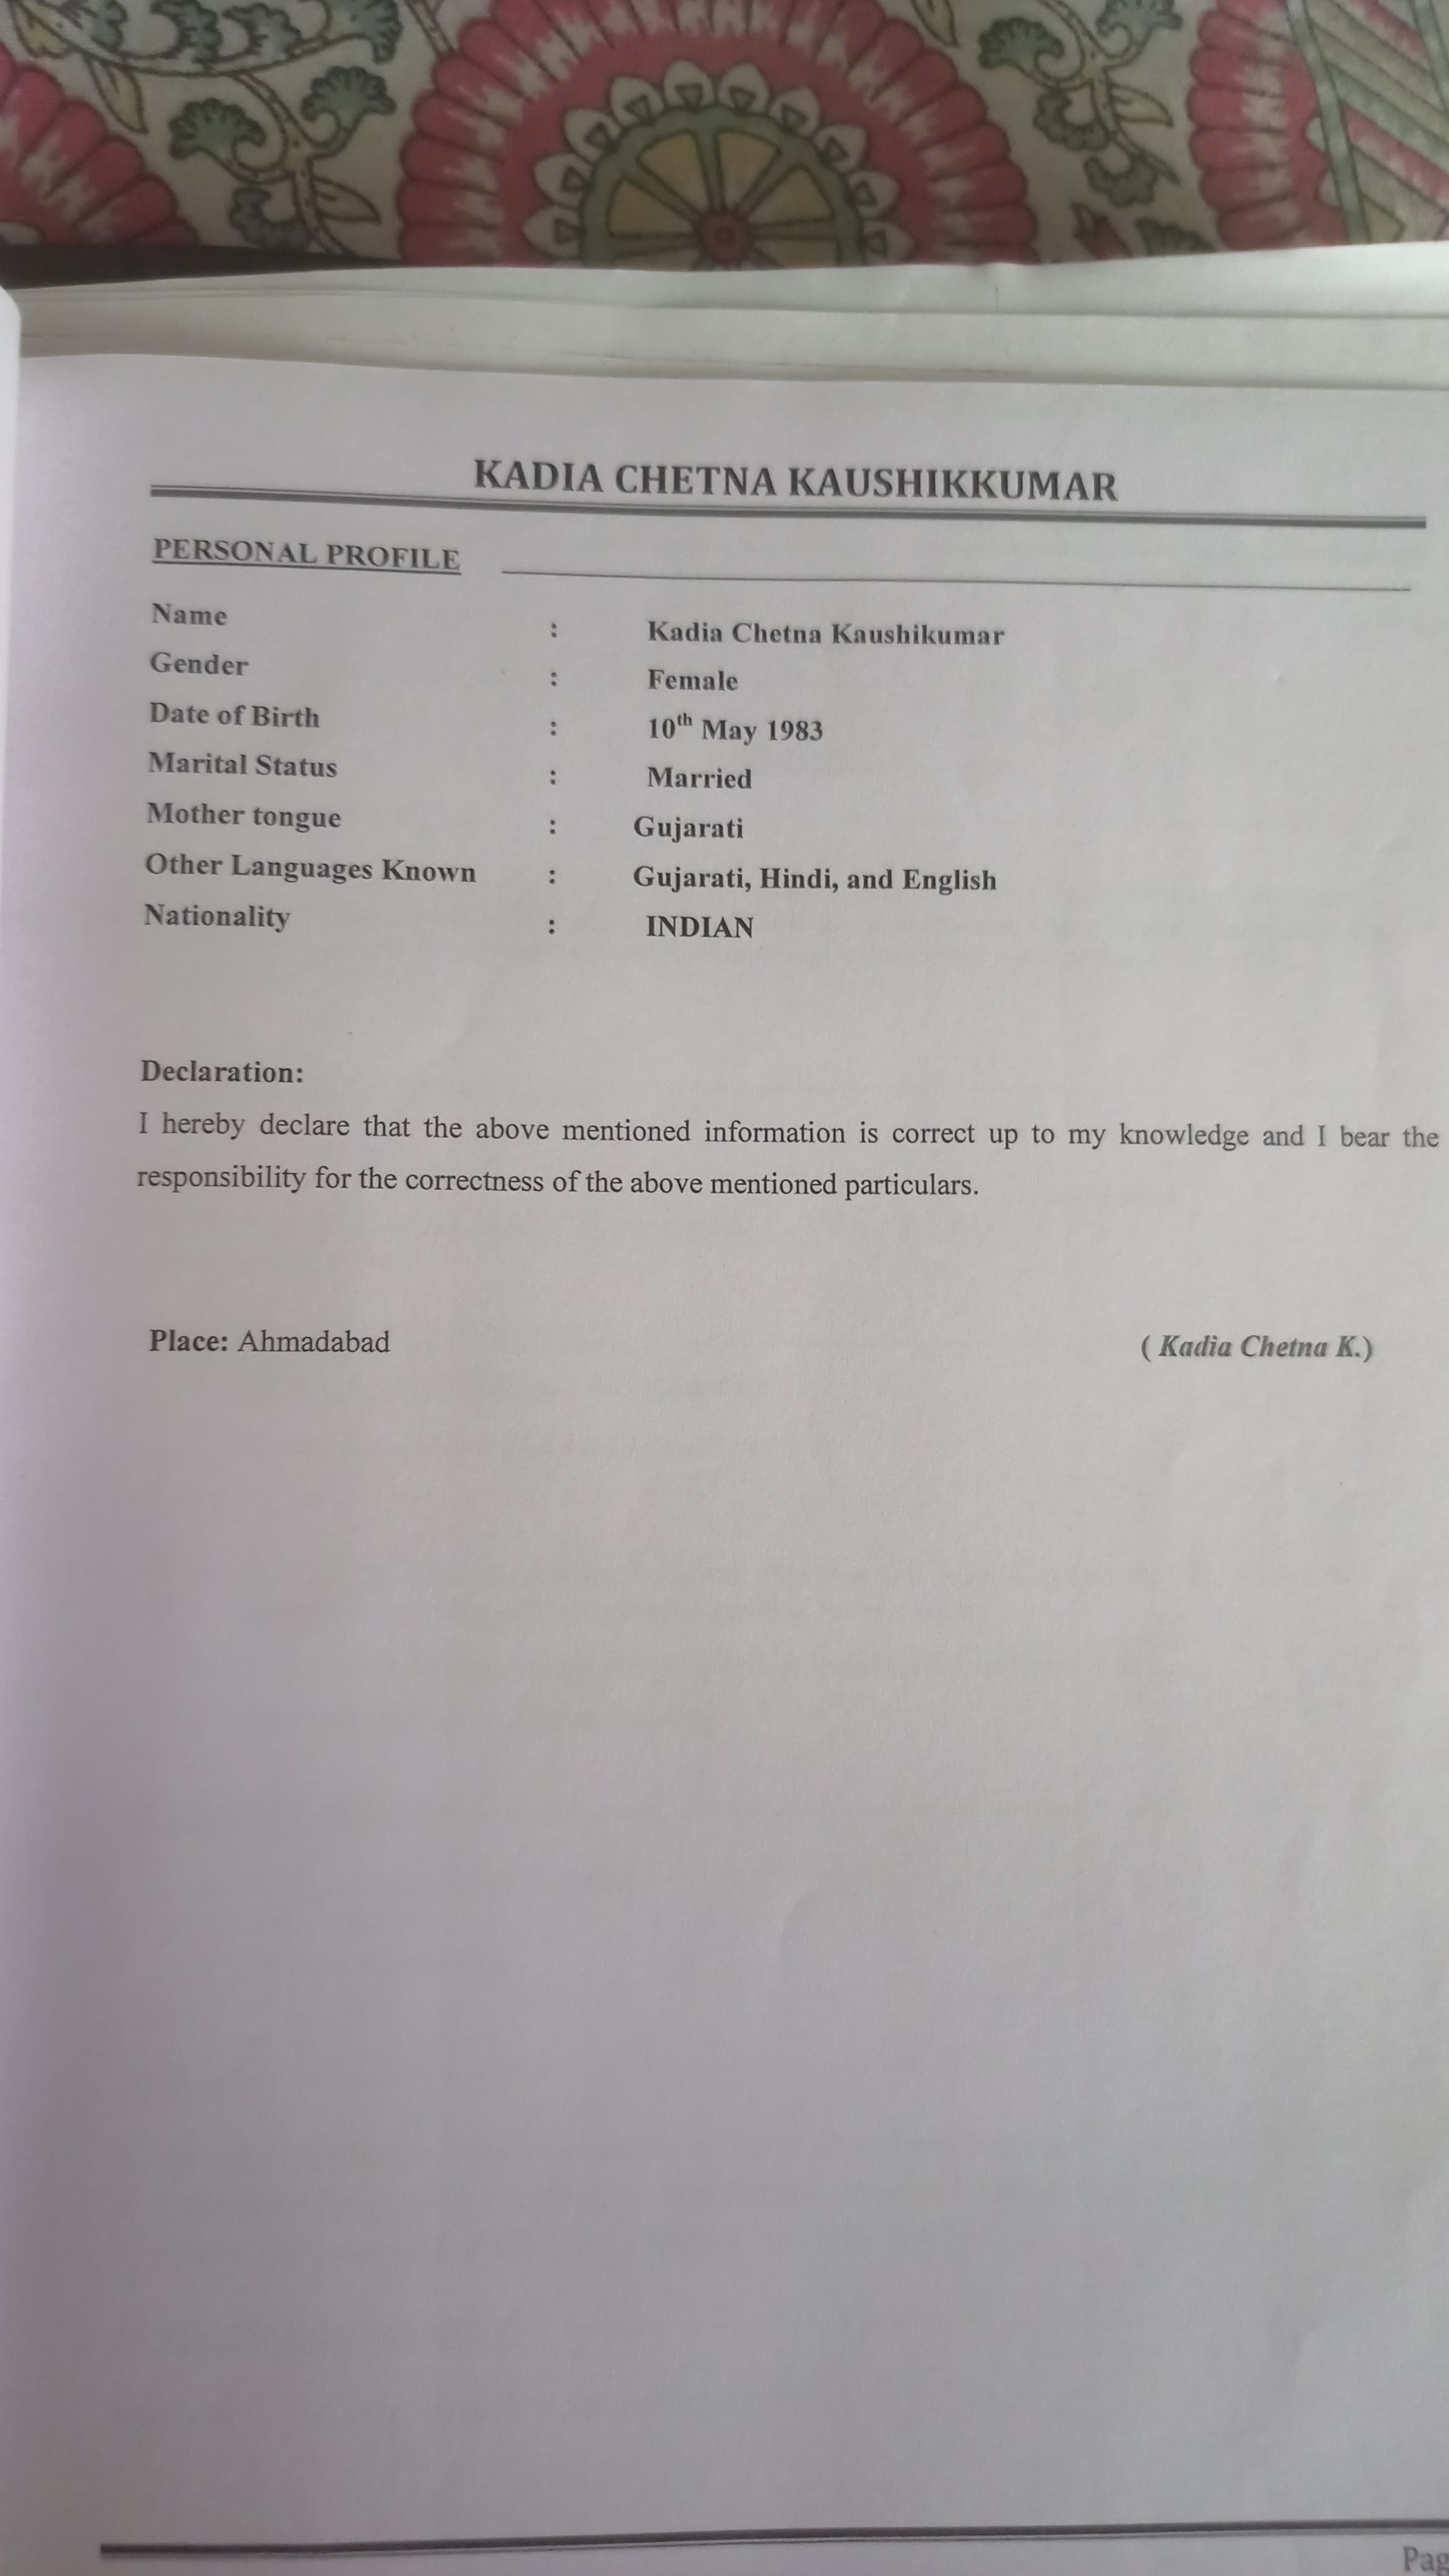 KADIA CHETNA KAUSHIKKUMAR
PERSONAL PROFILE
Name : Kadia Chetna Kaushikumar
Gender : Female
Date of Birth : 10th May 1983
Marital Status : Married
Mother tongue : Gujarati
Other Languages Known : Gujarati, Hindi, and English
Nationality : INDIAN
Declaration:
I hereby declare that the above mentioned information is correct up to my knowledge and I bear the
responsibility for the correctness of the above mentioned particulars.
Place: Ahmadabad ( Kadia Chetna K.)
Pag